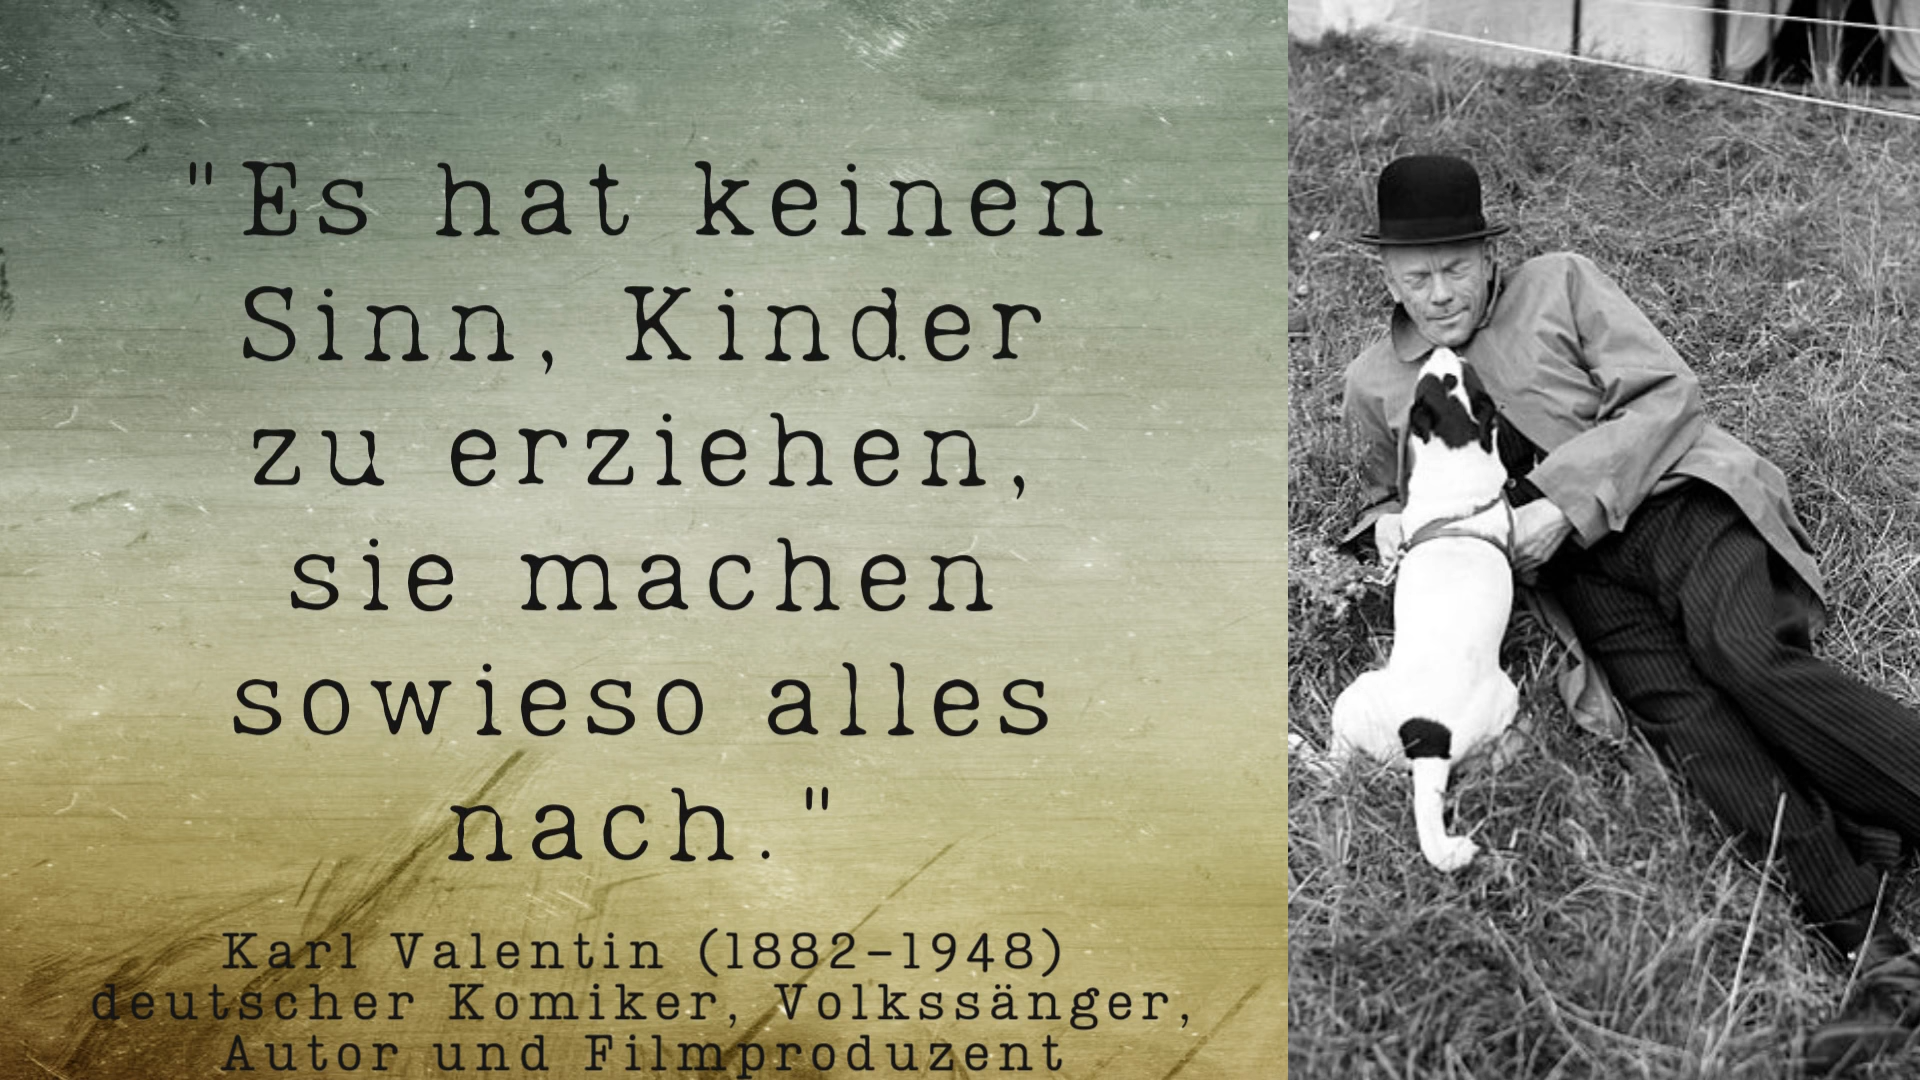 "Es hat keinen
Sinn, Kinder
zu erziehen,
sie machen
sowieso alles
nach."
Karl Valentin (1882-1948)
deutscher Komiker, Volkssänger,
Autor und Filmproduzent